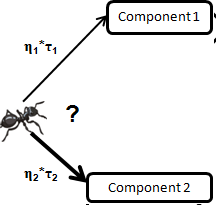 Component 1
η₁*τ₁
?
η₂*τ₂
Component 2